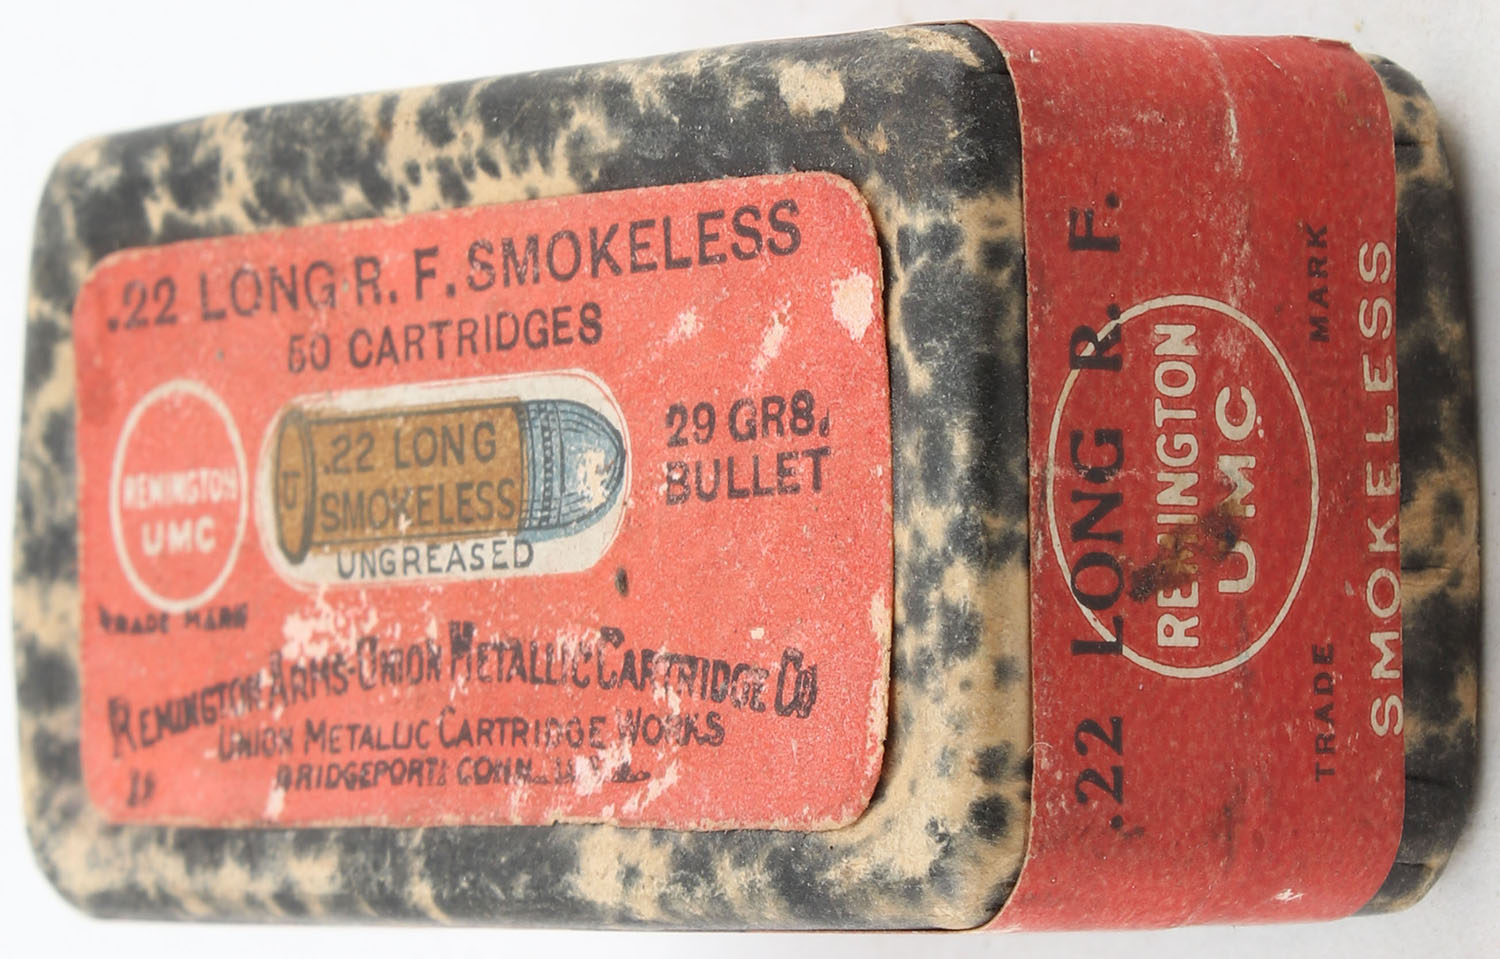 .22 LONG R. F. SMOKELESS
50 CARTRIDGES
REMINGTON
UMC
TRADE MARK
U
.22 LONG
SMOKELESS
UNGREASED
29 GRS.
BULLET
REMINGTON ARMS-UNION METALLIC CARTRIDGE CO
UNION METALLIC CARTRIDGE WORKS
BRIDGEPORT, CONN. U.S.A.
.22 LONG R. F.
REMINGTON
UMC
TRADE MARK
SMOKELESS